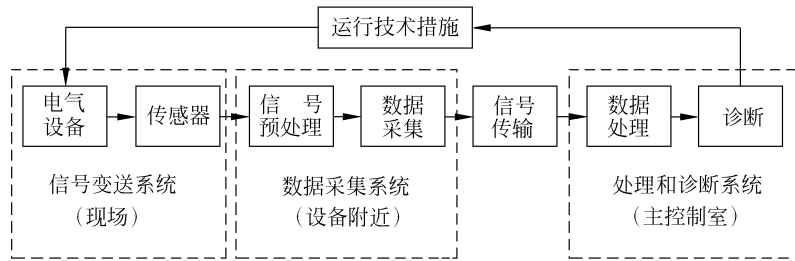 运行技术措施
电气
设备
传感器
信 号
预处理
数据
采集
信号
传输
数据
处理
诊断
信号变送系统
（现场）
数据采集系统
（设备附近）
处理和诊断系统
（主控制室）